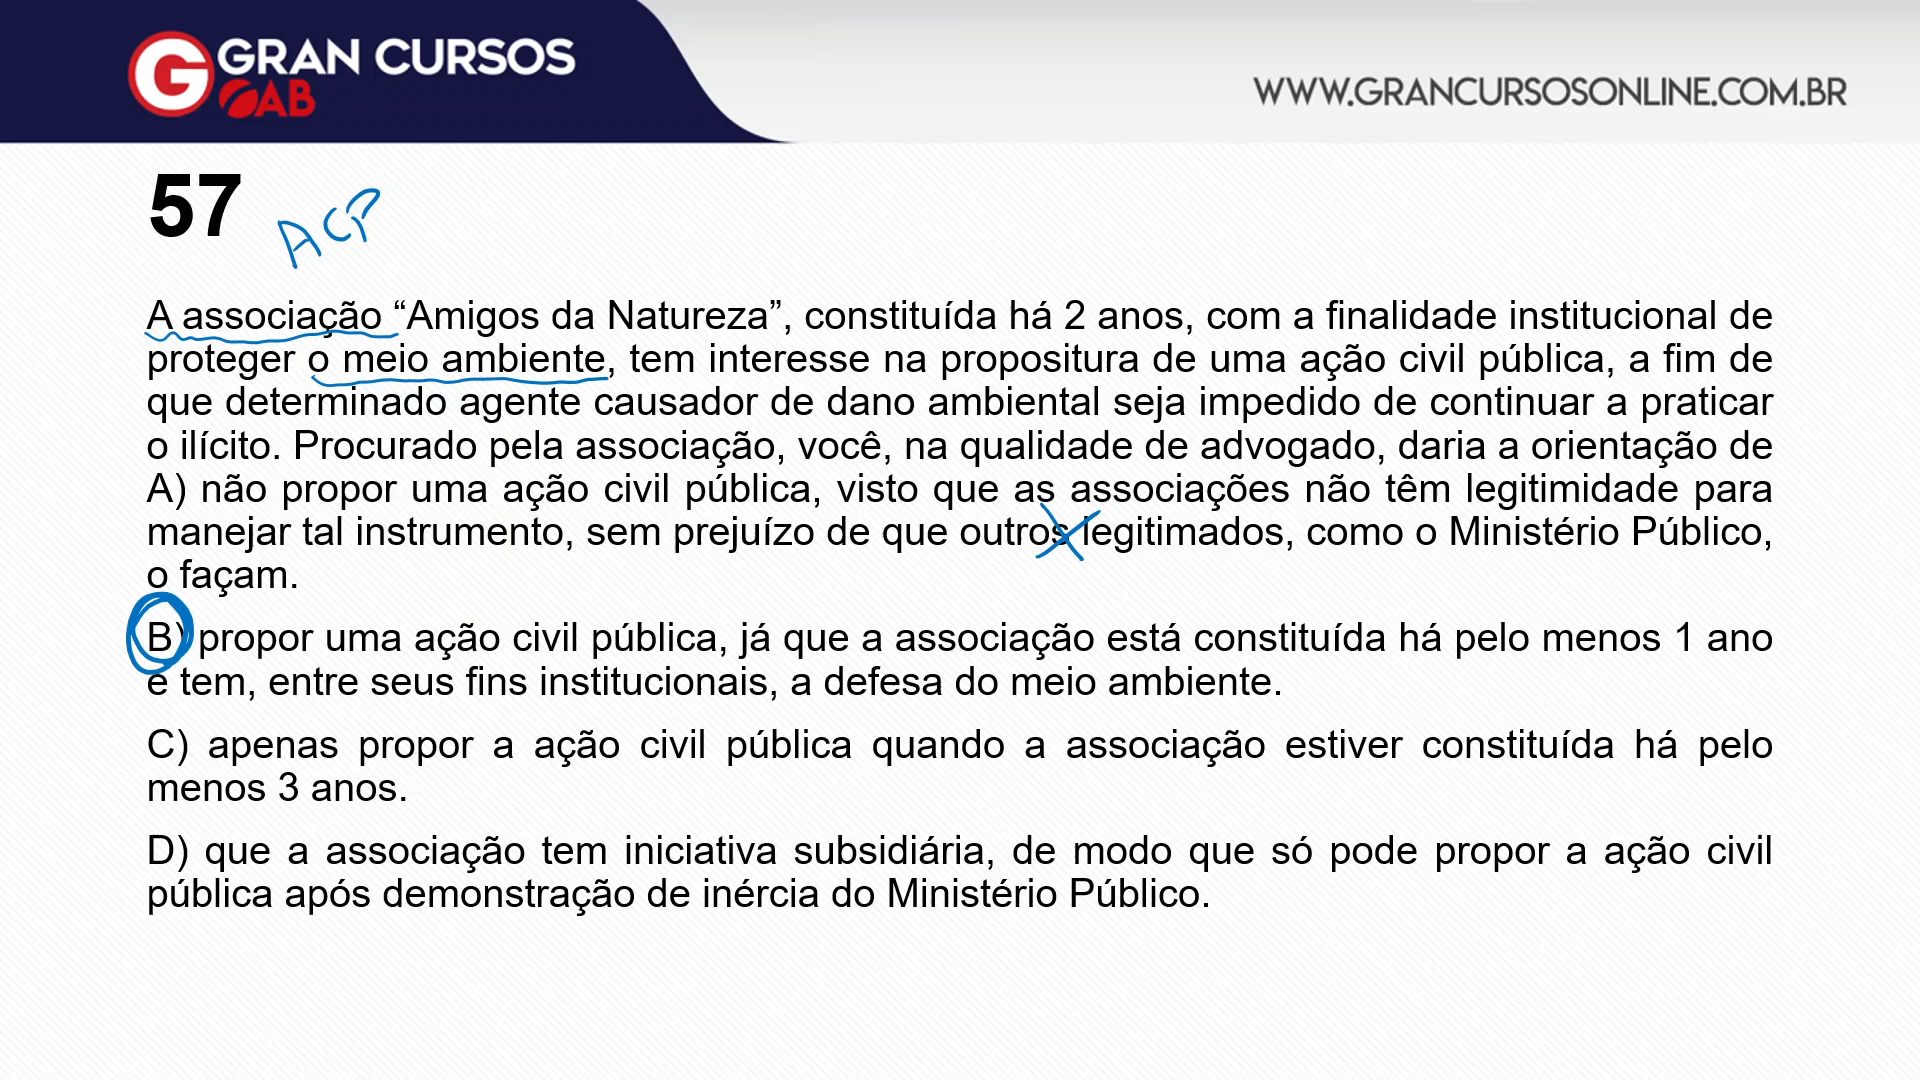 GRAN CURSOS
OAB
WWW.GRANCURSOSONLINE.COM.BR
57
ACP
A associação “Amigos da Natureza”, constituída há 2 anos, com a finalidade institucional de
proteger o meio ambiente, tem interesse na propositura de uma ação civil pública, a fim de
que determinado agente causador de dano ambiental seja impedido de continuar a praticar
o ilícito. Procurado pela associação, você, na qualidade de advogado, daria a orientação de
A) não propor uma ação civil pública, visto que as associações não têm legitimidade para
manejar tal instrumento, sem prejuízo de que outros legitimados, como o Ministério Público,
o façam.
B) propor uma ação civil pública, já que a associação está constituída há pelo menos 1 ano
e tem, entre seus fins institucionais, a defesa do meio ambiente.
C) apenas propor a ação civil pública quando a associação estiver constituída há pelo
menos 3 anos.
D) que a associação tem iniciativa subsidiária, de modo que só pode propor a ação civil
pública após demonstração de inércia do Ministério Público.